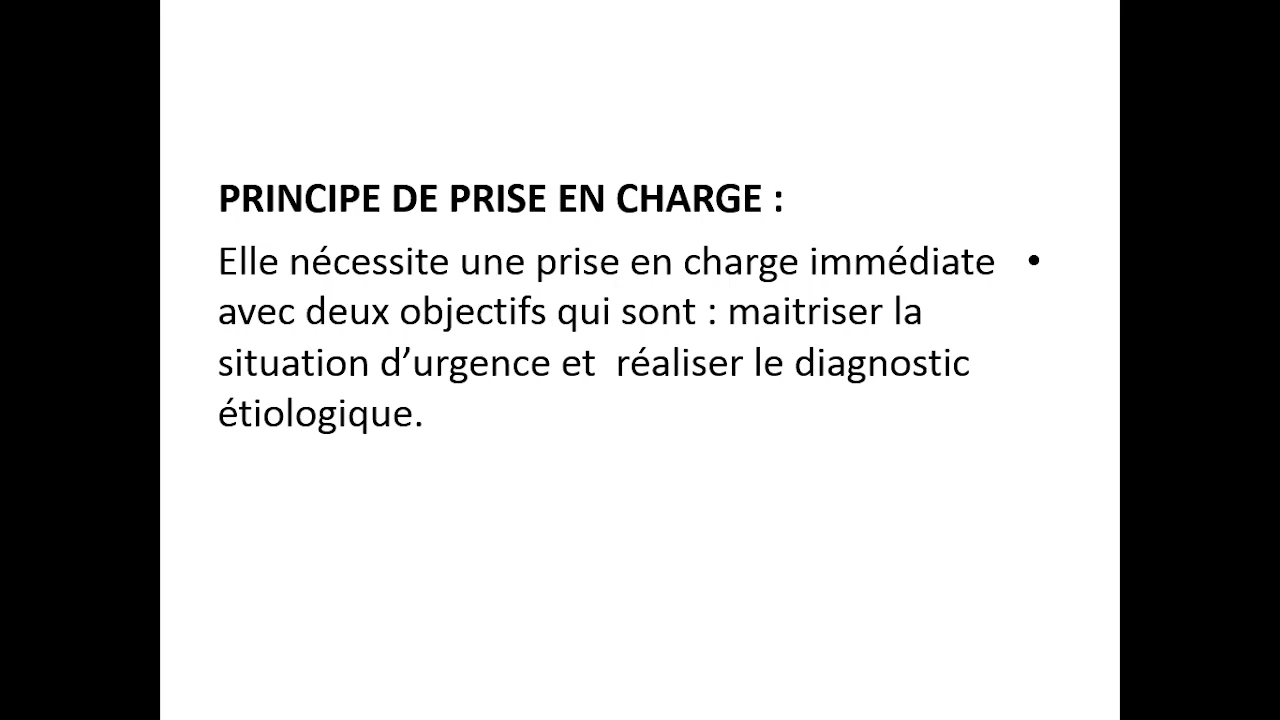 PRINCIPE DE PRISE EN CHARGE :
Elle nécessite une prise en charge immédiate •
avec deux objectifs qui sont : maitriser la
situation d’urgence et  réaliser le diagnostic
étiologique.